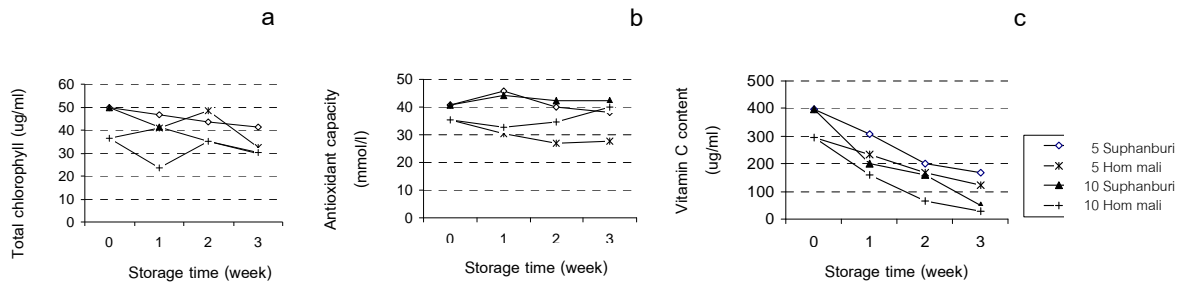 a
Total chlorophyll (ug/ml)
60
50
40
30
20
10
0
0 1 2 3
Storage time (week)
b
Antioxidant capacity
(mmol/l)
50
40
30
20
10
0
0 1 2 3
Storage time (week)
c
Vitamin C content
(ug/ml)
500
400
300
200
100
0
0 1 2 3
Storage time (week)
5 Suphanburi
5 Hom mali
10 Suphanburi
10 Hom mali